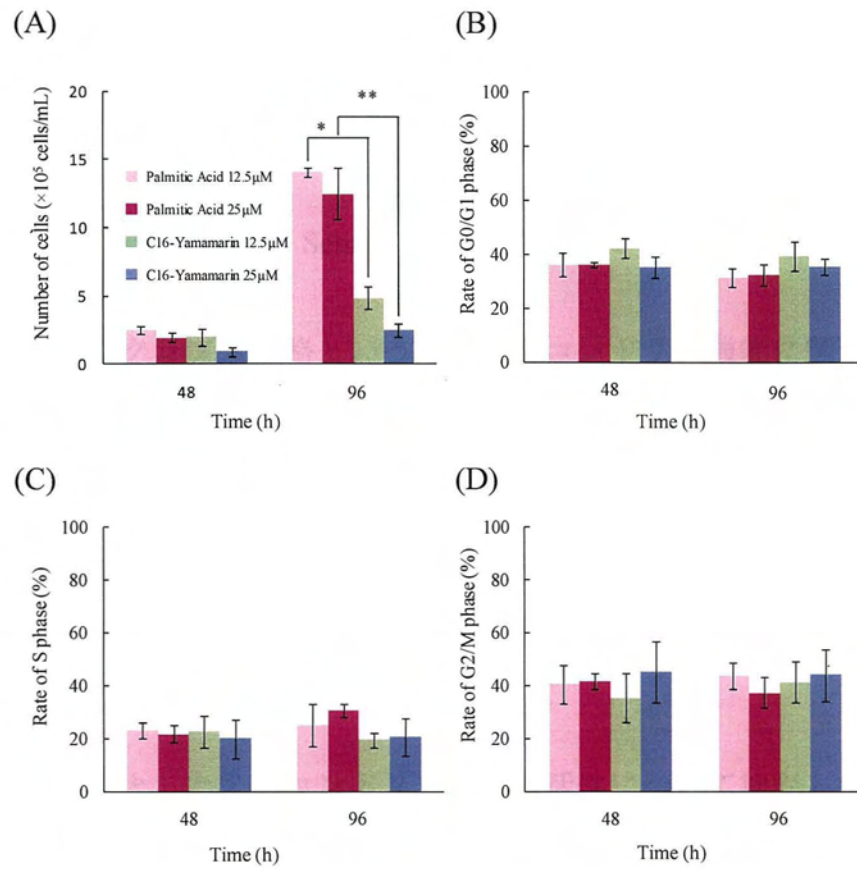 (A)
Number of cells (×10⁵ cells/mL)
20
15
10
5
0
* **
Palmitic Acid 12.5μM
Palmitic Acid 25μM
C16-Yamamarin 12.5μM
C16-Yamamarin 25μM
48 96
Time (h)
(B)
Rate of G0/G1 phase (%)
100
80
60
40
20
0
48 96
Time (h)
(C)
Rate of S phase (%)
100
80
60
40
20
0
48 96
Time (h)
(D)
Rate of G2/M phase (%)
100
80
60
40
20
0
48 96
Time (h)